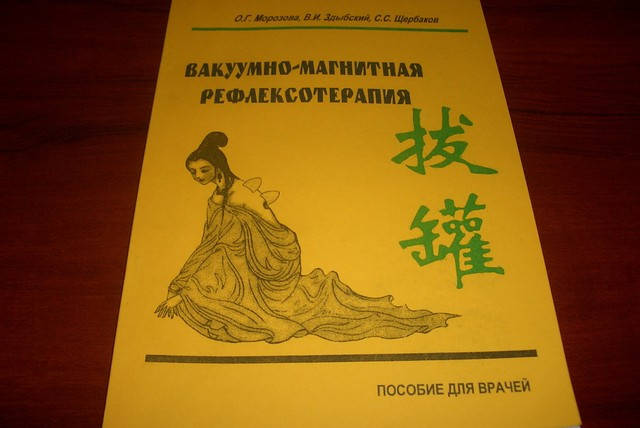 О.Г. Морозова, В.И. Здыбский, С.С. Щербаков
ВАКУУМНО-МАГНИТНАЯ
РЕФЛЕКСОТЕРАПИЯ
拔
罐
ПОСОБИЕ ДЛЯ ВРАЧЕЙ